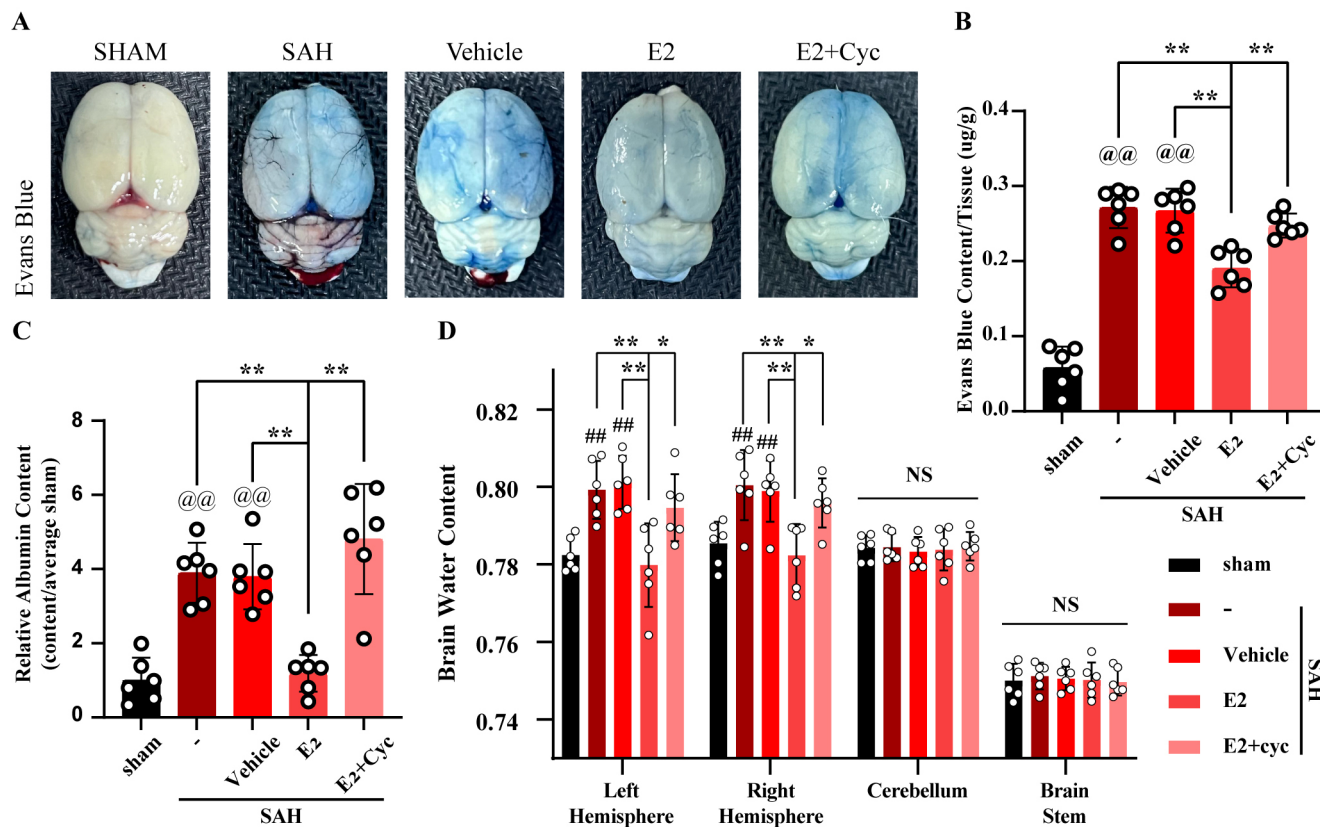 A
SHAM SAH Vehicle E2 E2+Cyc
Evans Blue
B
** **
**
@@ @@
Evans Blue Content/Tissue (ug/g)
0.4
0.3
0.2
0.1
0.0
sham - Vehicle E2 E2+Cyc
SAH
C
** **
**
@@ @@
Relative Albumin Content
(content/average sham)
8
6
4
2
0
sham - Vehicle E2 E2+Cyc
SAH
D
** * ** *
** **
## ## ## ##
NS
NS
Brain Water Content
0.82
0.80
0.78
0.76
0.74
Left
Hemisphere
Right
Hemisphere
Cerebellum
Brain
Stem
sham
-
Vehicle
E2
E2+cyc
SAH